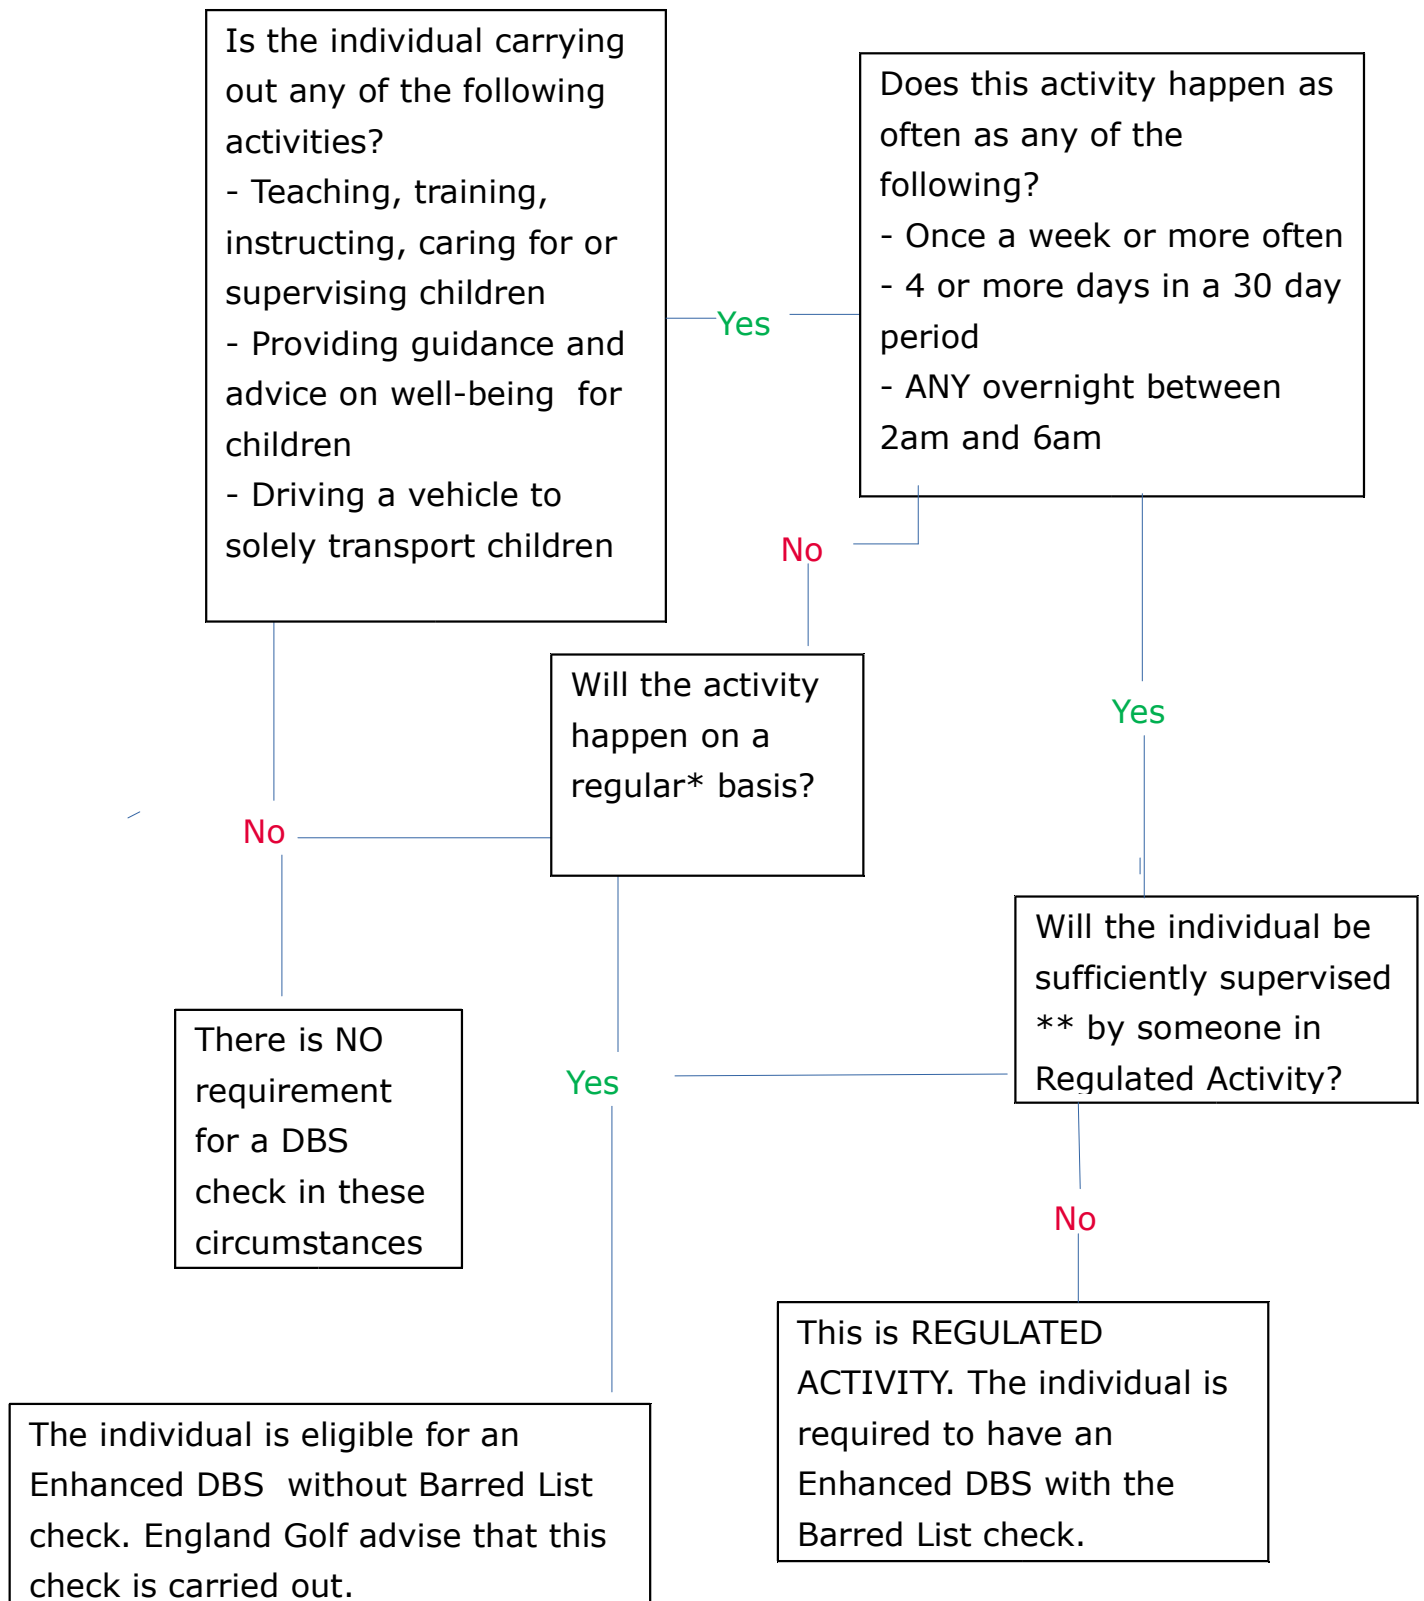 Is the individual carrying
out any of the following
activities?
- Teaching, training,
instructing, caring for or
supervising children
- Providing guidance and
advice on well-being  for
children
- Driving a vehicle to
solely transport children
Yes
Does this activity happen as
often as any of the
following?
- Once a week or more often
- 4 or more days in a 30 day
period
- ANY overnight between
2am and 6am
No
Will the activity
happen on a
regular* basis?
Yes
No
There is NO
requirement
for a DBS
check in these
circumstances
Will the individual be
sufficiently supervised
** by someone in
Regulated Activity?
Yes
No
This is REGULATED
ACTIVITY. The individual is
required to have an
Enhanced DBS with the
Barred List check.
The individual is eligible for an
Enhanced DBS  without Barred List
check. England Golf advise that this
check is carried out.